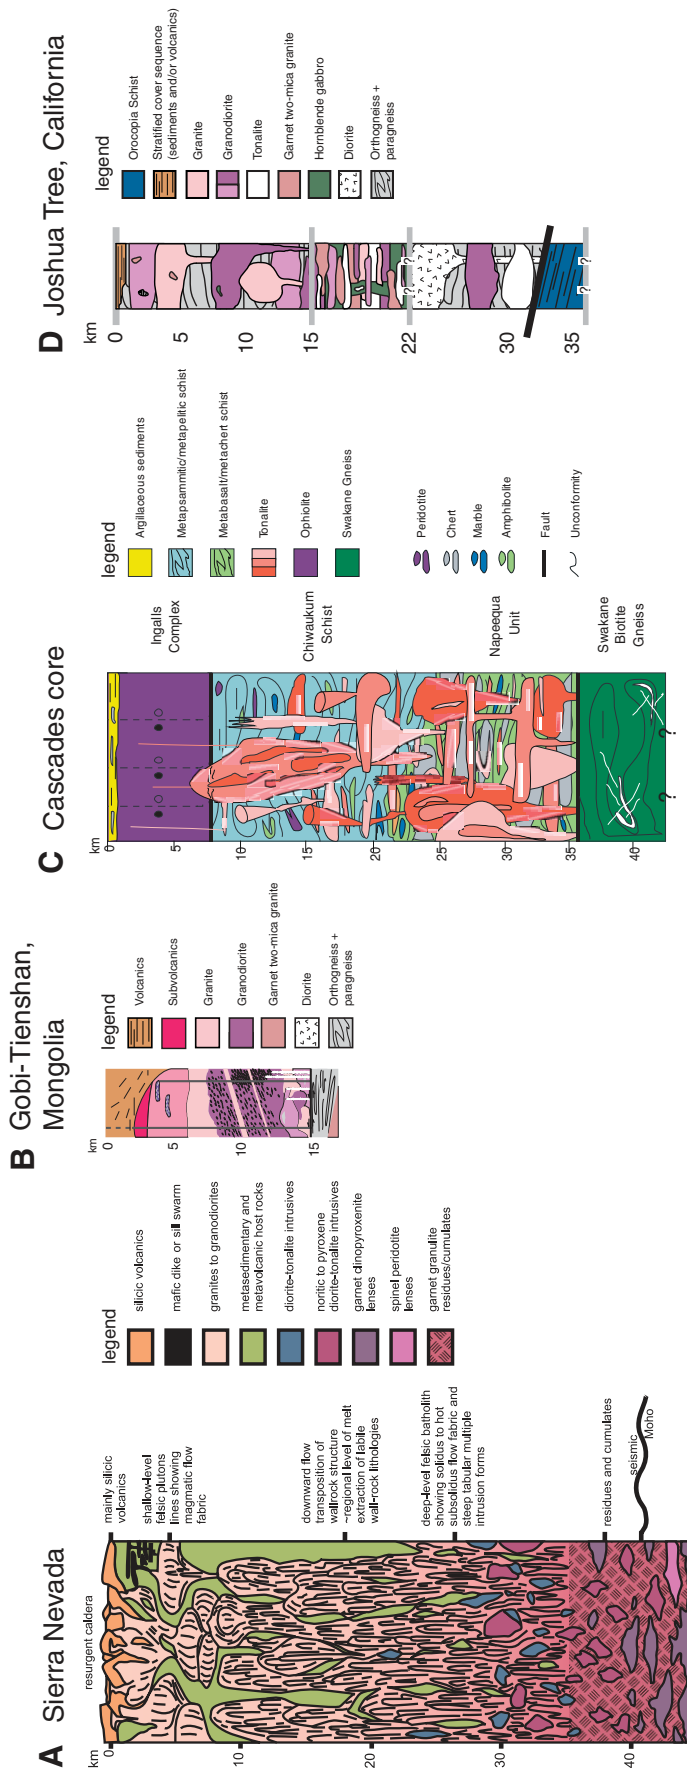 A Sierra Nevada
resurgent caldera
km
0
10
20
30
40
mainly silicic
volcanics
shallow-level
felsic plutons
lines showing
magmatic flow
fabric
downward flow
transposition of
wallrock structure
~regional level of melt
extraction of labile
wall-rock lithologies
deep-level felsic batholith
showing solidus to hot
subsolidus flow fabric and
steep tabular multiple
intrusion forms
residues and cumulates
seismic
Moho
legend
silicic volcanics
mafic dike or sill swarm
granites to granodiorites
metasedimentary and
metavolcanic host rocks
diorite-tonalite intrusives
noritic to pyroxene
diorite-tonalite intrusives
garnet clinopyroxenite
lenses
spinel peridotite
lenses
garnet granulite
residues/cumulates
B Gobi-Tienshan,
Mongolia
km
0
5
10
15
legend
Volcanics
Subvolcanics
Granite
Granodiorite
Garnet two-mica granite
Diorite
Orthogneiss +
paragneiss
C Cascades core
km
0
5
10
15
20
25
30
35
40
? ?
Ingalls
Complex
Chiwaukum
Schist
Napeequa
Unit
Swakane
Biotite
Gneiss
legend
Argillaceous sediments
Metapsammitic/metapelitic schist
Metabasalt/metachert schist
Tonalite
Ophiolite
Swakane Gneiss
Peridotite
Chert
Marble
Amphibolite
Fault
Unconformity
D Joshua Tree, California
km
0
5
10
15
22
30
35
? ?
? ?
legend
Orocopia Schist
Stratified cover sequence
(sediments and/or volcanics)
Granite
Granodiorite
Tonalite
Garnet two-mica granite
Hornblende gabbro
Diorite
Orthogneiss +
paragneiss